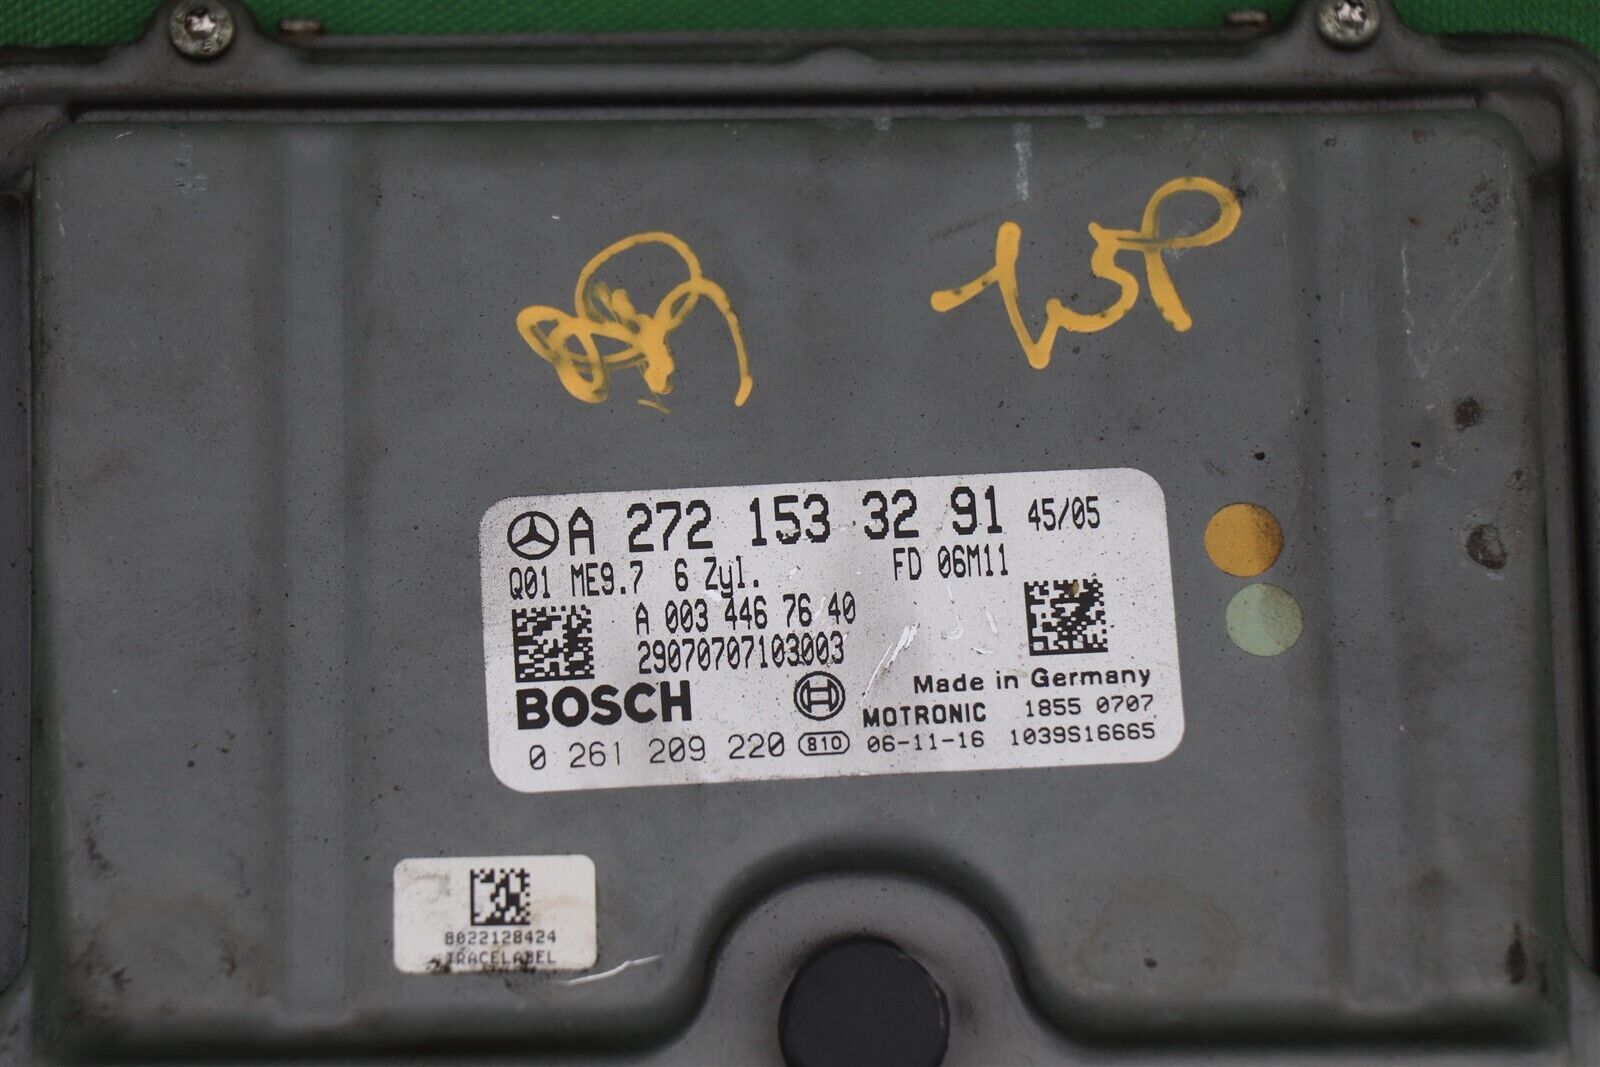 A 272 153 32 91 45/05
Q01 ME9.7 6 Zyl. FD 06M11
A 003 446 76 40
29070707103003
BOSCH Made in Germany
MOTRONIC 1855 0707
0 261 209 220 810 06-11-16 1039S16665
8022128424
TRACELABEL